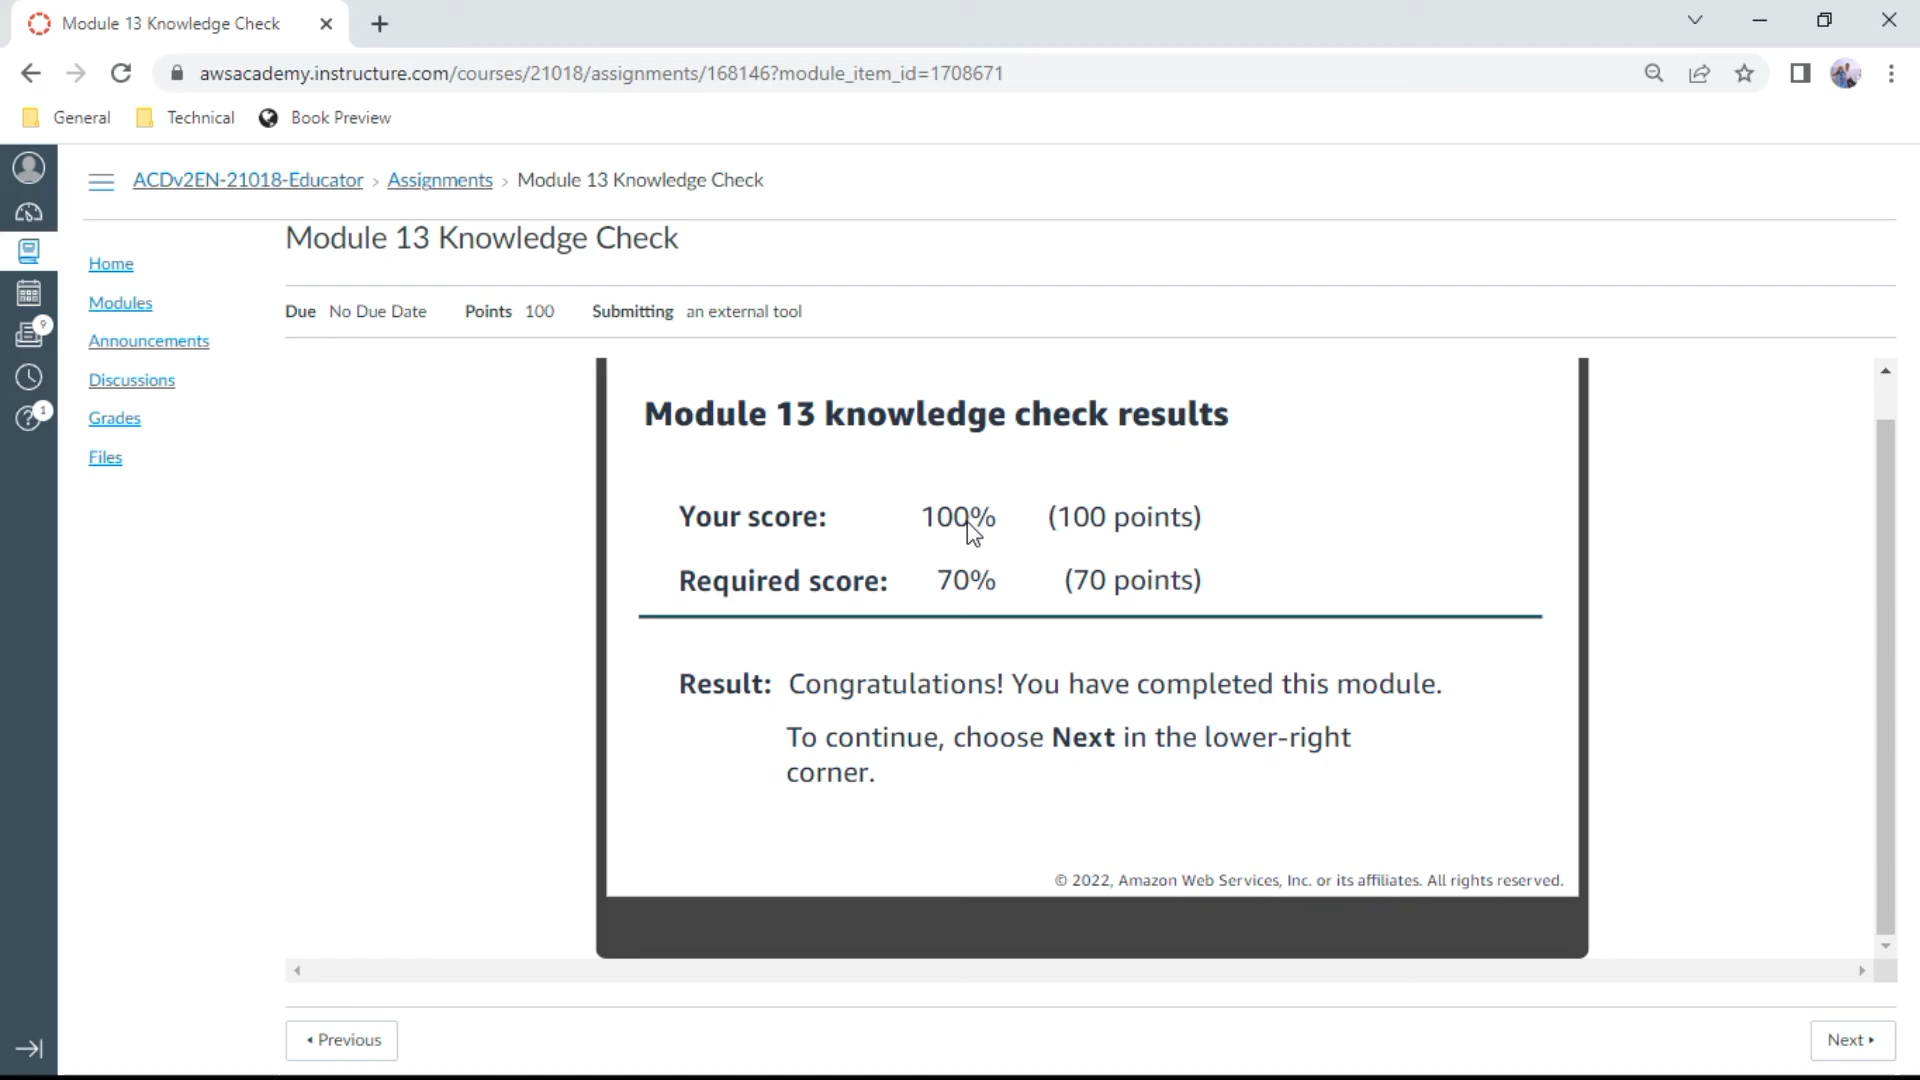 Module 13 Knowledge Check
awsacademy.instructure.com/courses/21018/assignments/168146?module_item_id=1708671
General Technical Book Preview
ACDv2EN-21018-Educator › Assignments › Module 13 Knowledge Check
Module 13 Knowledge Check
Home
Modules
Announcements
Discussions
Grades
Files
9
1
Due No Due Date Points 100 Submitting an external tool
Module 13 knowledge check results
Your score: 100% (100 points)
Required score: 70% (70 points)
Result: Congratulations! You have completed this module.
To continue, choose Next in the lower-right
corner.
© 2022, Amazon Web Services, Inc. or its affiliates. All rights reserved.
Previous
Next